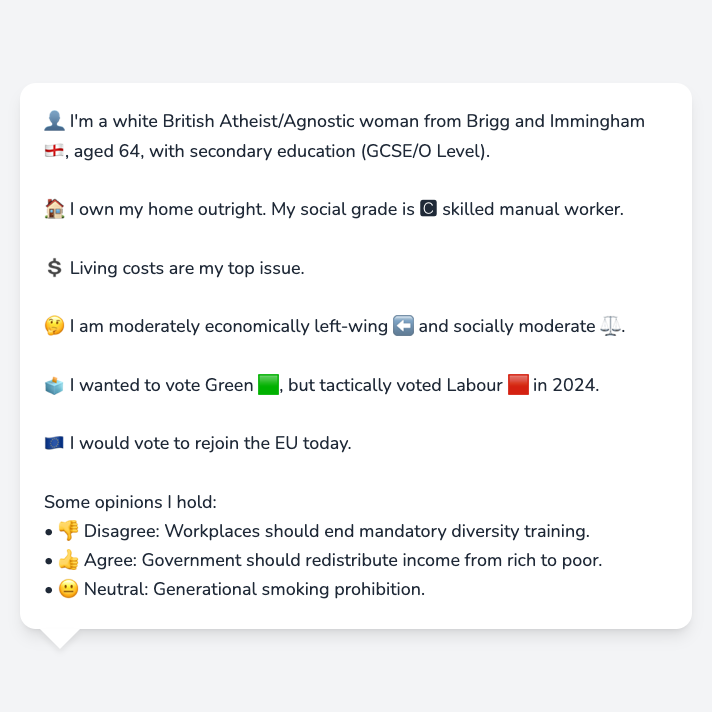 👤 I'm a white British Atheist/Agnostic woman from Brigg and Immingham
🏴󠁧󠁢󠁥󠁮󠁧󠁿, aged 64, with secondary education (GCSE/O Level).
🏠 I own my home outright. My social grade is 🅲 skilled manual worker.
💲 Living costs are my top issue.
🤔 I am moderately economically left-wing ⬅️ and socially moderate ⚖️.
🗳️ I wanted to vote Green 🟩, but tactically voted Labour 🟥 in 2024.
🇪🇺 I would vote to rejoin the EU today.
Some opinions I hold:
• 👎 Disagree: Workplaces should end mandatory diversity training.
• 👍 Agree: Government should redistribute income from rich to poor.
• 😐 Neutral: Generational smoking prohibition.